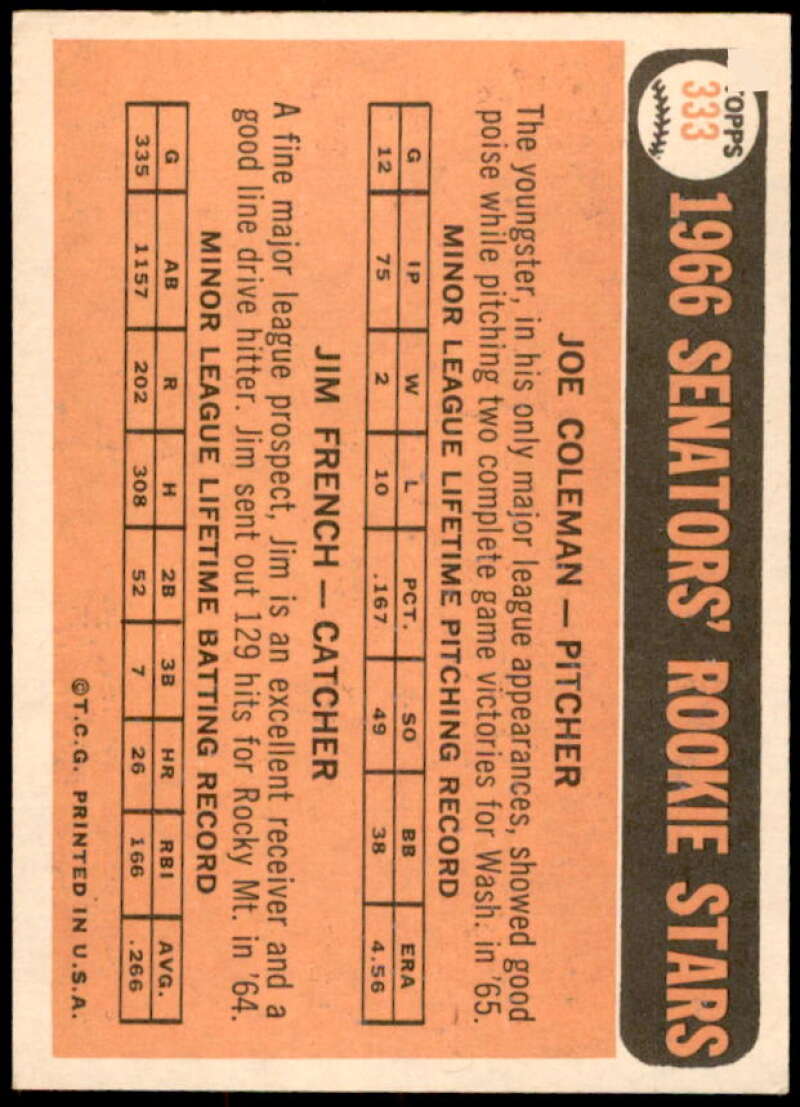 TOPPS
333
1966 SENATORS' ROOKIE STARS
JOE COLEMAN — PITCHER
The youngster, in his only major league appearances, showed good
poise while pitching two complete game victories for Wash. in '65.
MINOR LEAGUE LIFETIME PITCHING RECORD
G IP W L PCT. SO BB ERA
12 75 2 10 .167 49 38 4.56
JIM FRENCH — CATCHER
A fine major league prospect, Jim is an excellent receiver and a
good line drive hitter. Jim sent out 129 hits for Rocky Mt. in '64.
MINOR LEAGUE LIFETIME BATTING RECORD
G AB R H 2B 3B HR RBI AVG.
335 1157 202 308 52 7 26 166 .266
©T.C.G. PRINTED IN U.S.A.